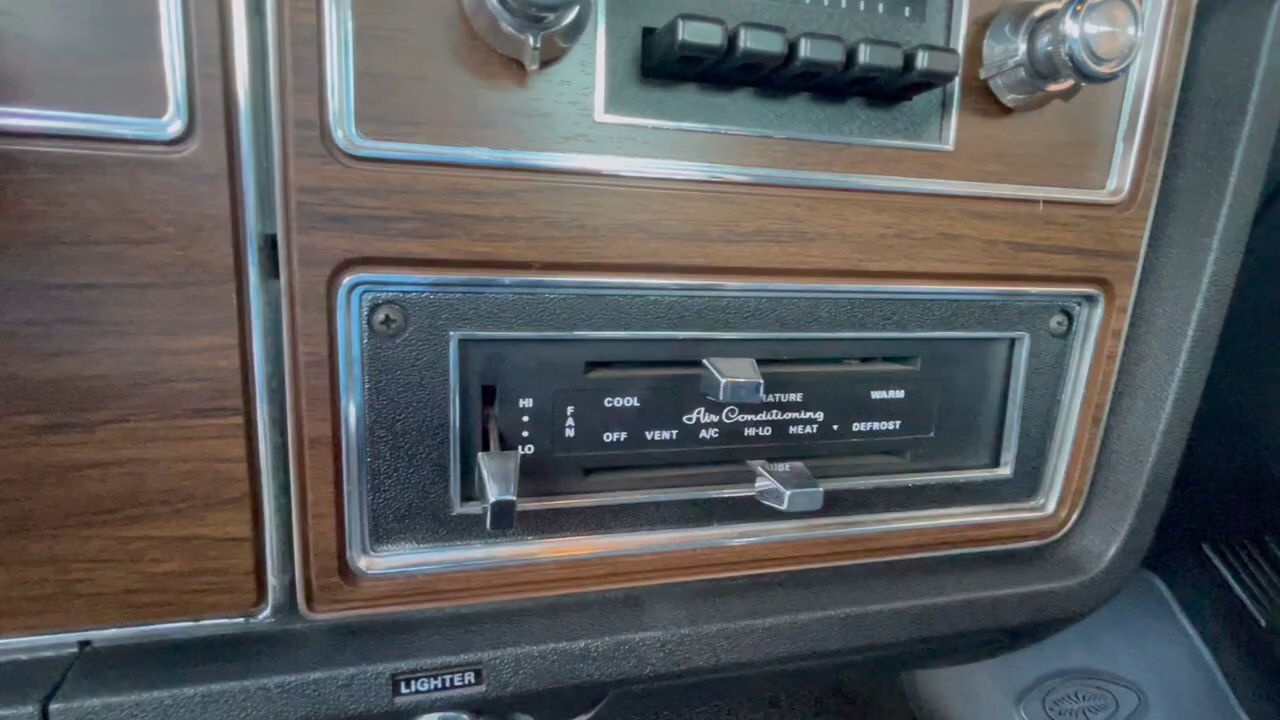 HI
LO
FAN
COOL
WARM
Air Conditioning
OFF VENT A/C HI-LO HEAT ▾ DEFROST
LIGHTER